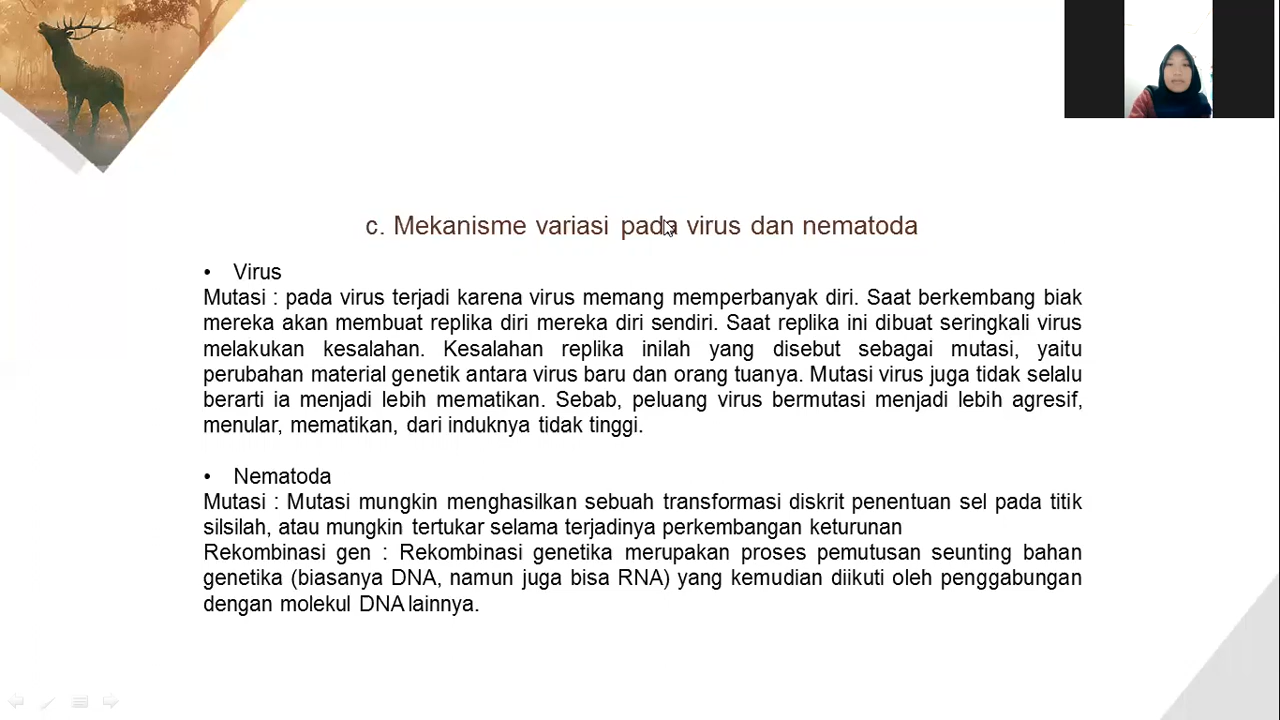 c. Mekanisme variasi pada virus dan nematoda
• Virus
Mutasi : pada virus terjadi karena virus memang memperbanyak diri. Saat berkembang biak
mereka akan membuat replika diri mereka diri sendiri. Saat replika ini dibuat seringkali virus
melakukan kesalahan. Kesalahan replika inilah yang disebut sebagai mutasi, yaitu
perubahan material genetik antara virus baru dan orang tuanya. Mutasi virus juga tidak selalu
berarti ia menjadi lebih mematikan. Sebab, peluang virus bermutasi menjadi lebih agresif,
menular, mematikan, dari induknya tidak tinggi.
• Nematoda
Mutasi : Mutasi mungkin menghasilkan sebuah transformasi diskrit penentuan sel pada titik
silsilah, atau mungkin tertukar selama terjadinya perkembangan keturunan
Rekombinasi gen : Rekombinasi genetika merupakan proses pemutusan seunting bahan
genetika (biasanya DNA, namun juga bisa RNA) yang kemudian diikuti oleh penggabungan
dengan molekul DNA lainnya.